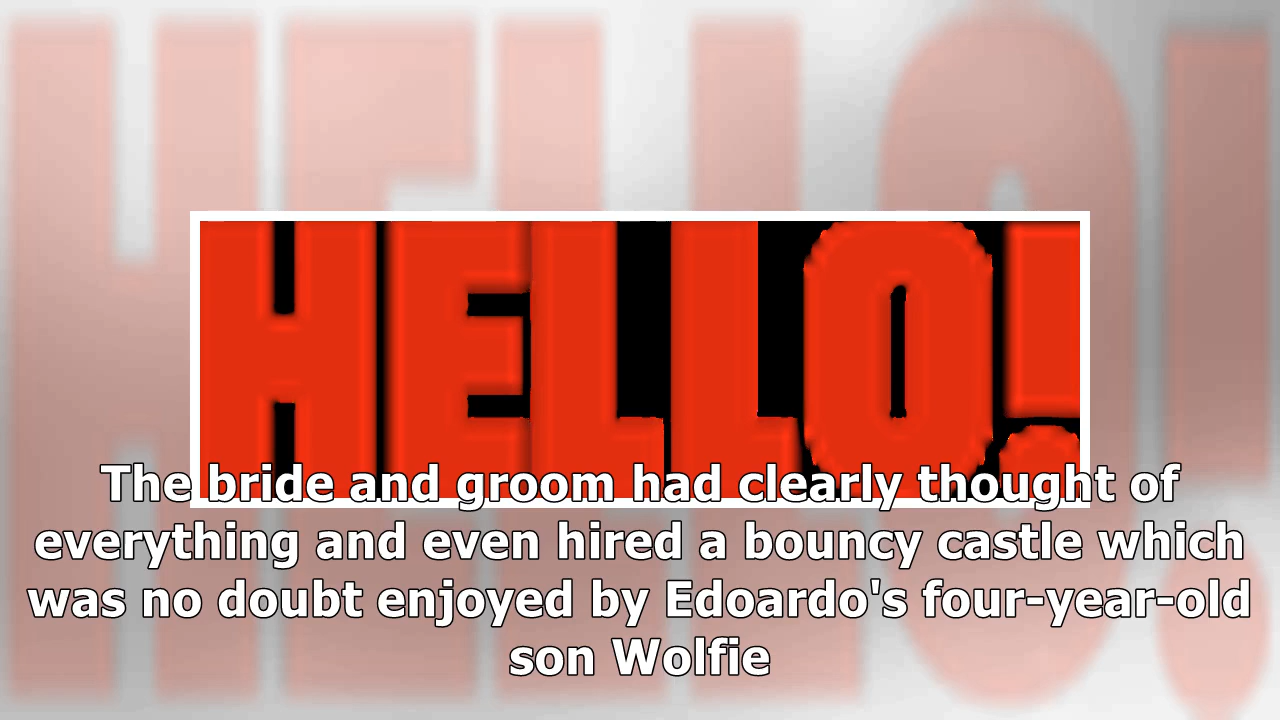 HELLO!
The bride and groom had clearly thought of
everything and even hired a bouncy castle which
was no doubt enjoyed by Edoardo's four-year-old
son Wolfie